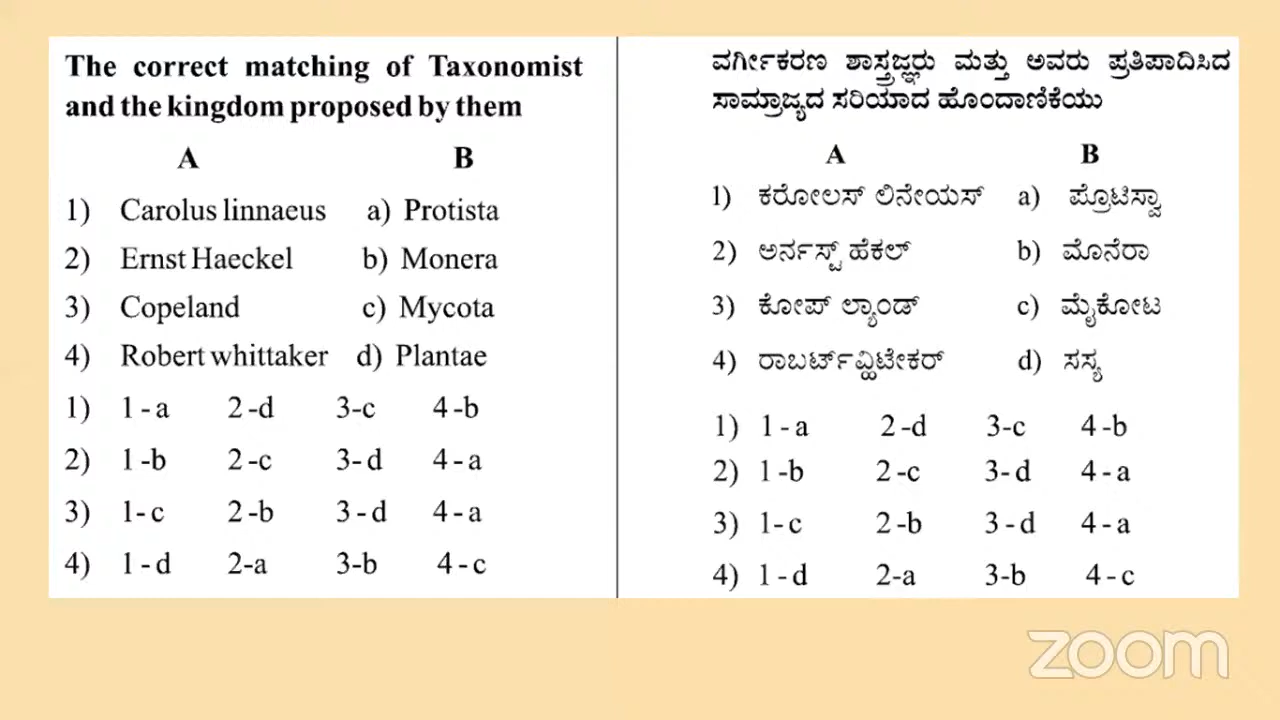 The correct matching of Taxonomist
and the kingdom proposed by them
A B
1) Carolus linnaeus a) Protista
2) Ernst Haeckel b) Monera
3) Copeland c) Mycota
4) Robert whittaker d) Plantae
1) 1 - a 2 -d 3-c 4 -b
2) 1 -b 2 -c 3- d 4 - a
3) 1- c 2 -b 3 - d 4 - a
4) 1 - d 2-a 3-b 4 - c
ವರ್ಗೀಕರಣ ಶಾಸ್ತ್ರಜ್ಞರು ಮತ್ತು ಅವರು ಪ್ರತಿಪಾದಿಸಿದ
ಸಾಮ್ರಾಜ್ಯದ ಸರಿಯಾದ ಹೊಂದಾಣಿಕೆಯು
A B
1) ಕರೋಲಸ್ ಲಿನೇಯಸ್ a) ಪ್ರೊಟಿಸ್ವಾ
2) ಅರ್ನಸ್ಟ್ ಹೆಕಲ್ b) ಮೊನೆರಾ
3) ಕೋಪ್ ಲ್ಯಾಂಡ್ c) ಮೈಕೋಟ
4) ರಾಬರ್ಟ್‌ವ್ಹಿಟೇಕರ್ d) ಸಸ್ಯ
1) 1 - a 2 -d 3-c 4 -b
2) 1 -b 2 -c 3- d 4 - a
3) 1- c 2 -b 3 - d 4 - a
4) 1 - d 2-a 3-b 4 - c
zoom